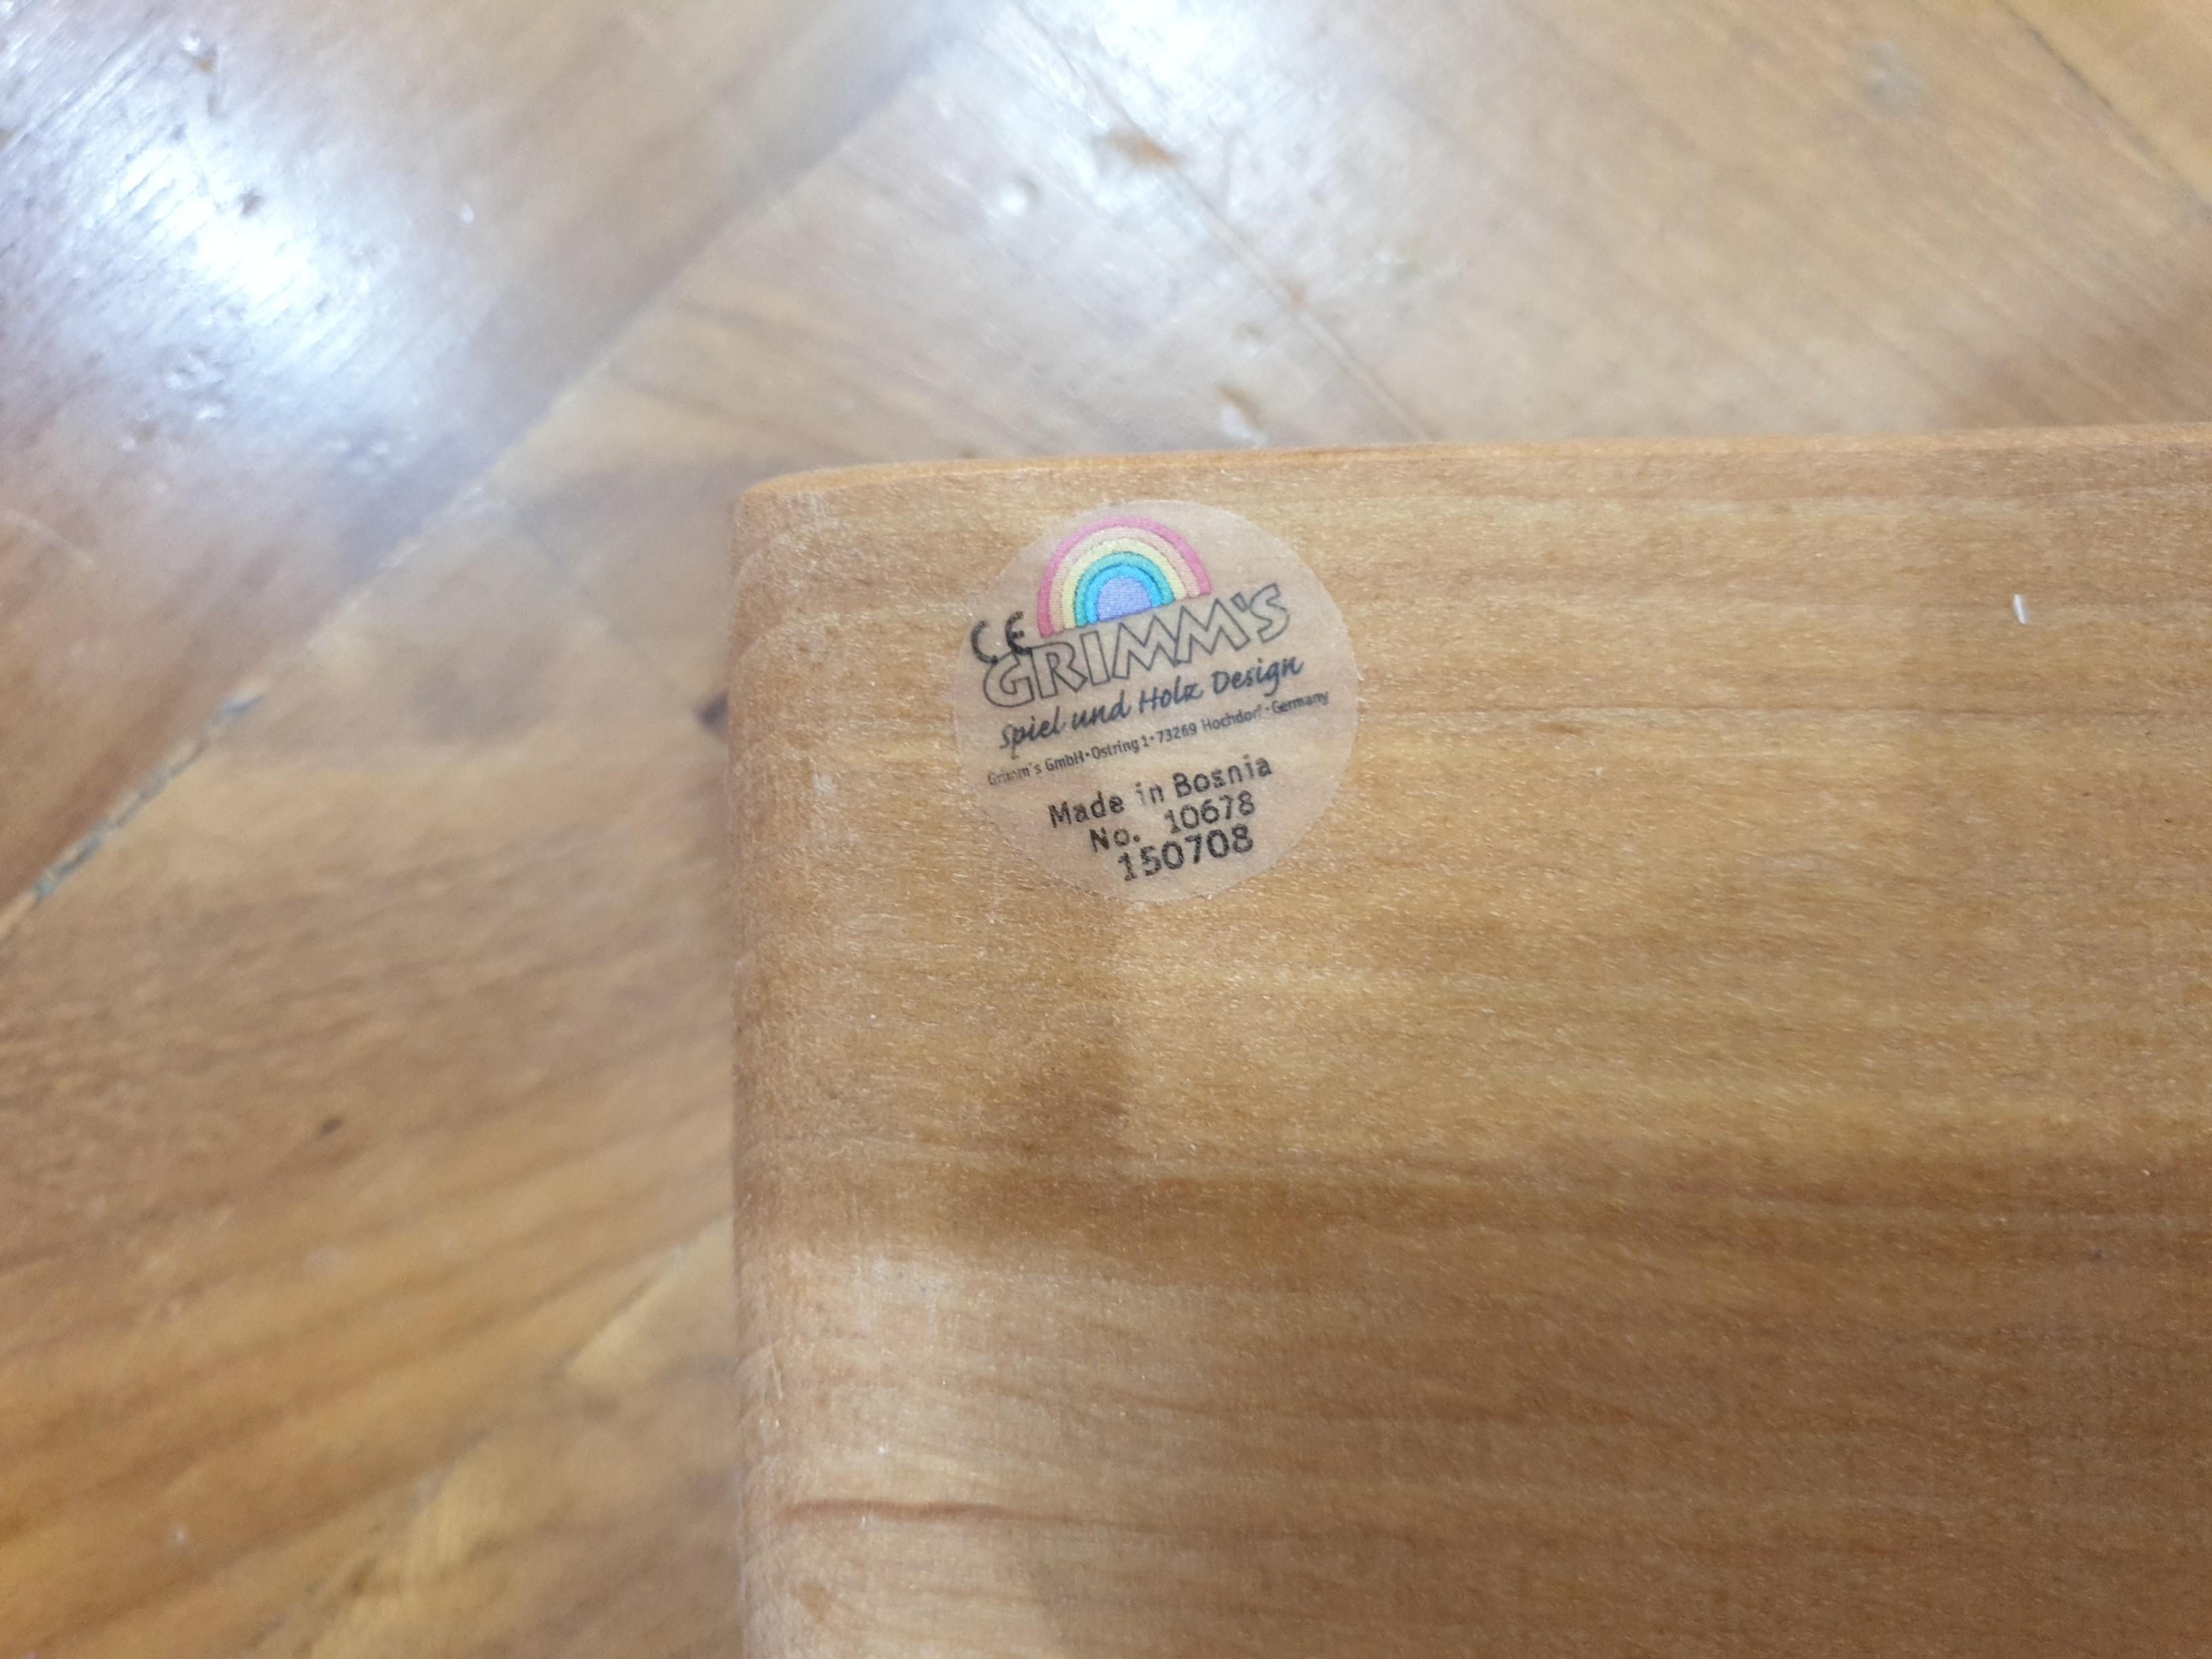 CE
GRIMM'S
Spiel und Holz Design
Grimm's GmbH•Ostring 1•73269 Hochdorf•Germany
Made in Bosnia
No. 10678
150708